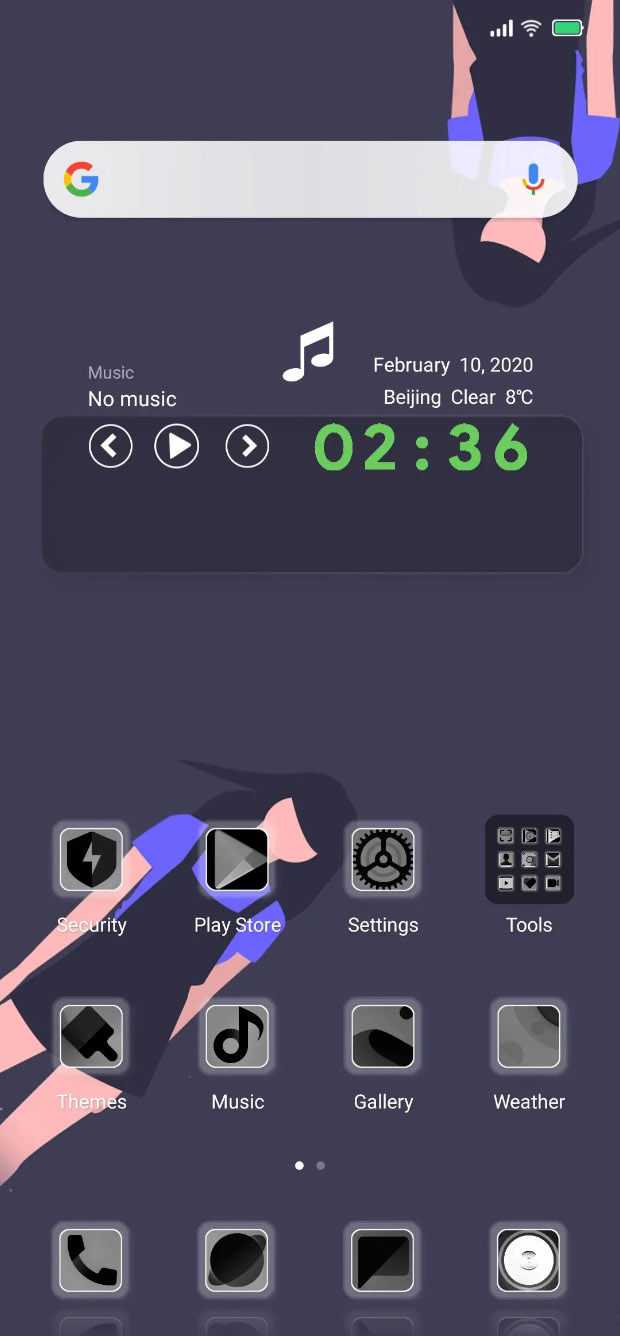 Music
No music
February 10, 2020
Beijing Clear 8℃
02:36
Security
Play Store
Settings
Tools
Themes
Music
Gallery
Weather